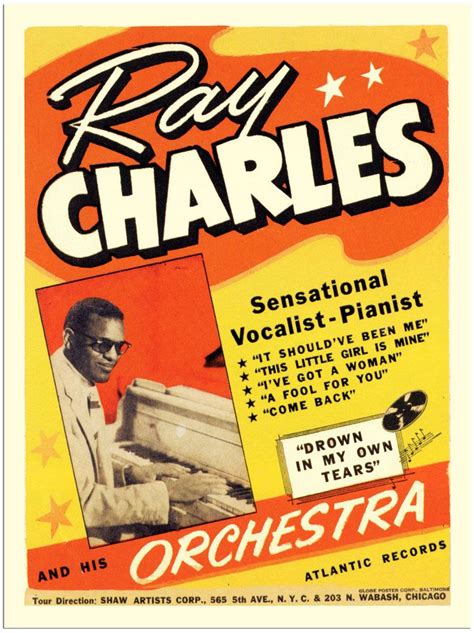 Ray
CHARLES
Sensational
Vocalist-Pianist
★ "IT SHOULD'VE BEEN ME"
★ "THIS LITTLE GIRL IS MINE"
★ "I'VE GOT A WOMAN"
★ "A FOOL FOR YOU"
★ "COME BACK"
"DROWN
IN MY OWN
TEARS"
AND HIS ORCHESTRA
ATLANTIC RECORDS
GLOBE POSTER CORP., BALTIMORE
Tour Direction: SHAW ARTISTS CORP., 565 5th AVE., N.Y.C. & 203 N. WABASH, CHICAGO